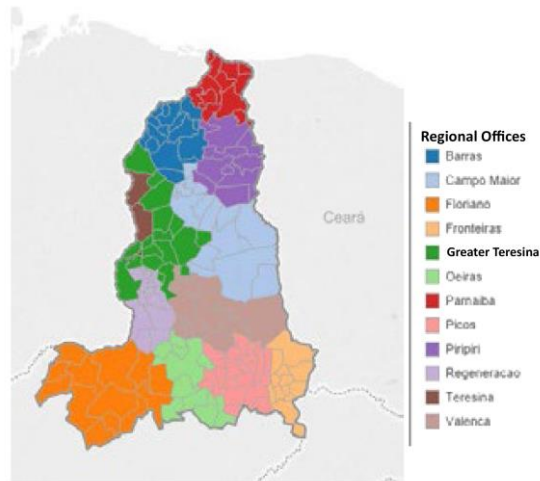 Regional Offices
Barras
Campo Maior
Floriano
Fronteiras
Greater Teresina
Oeiras
Parnaiba
Picos
Piripiri
Regeneracao
Teresina
Valenca
Ceará